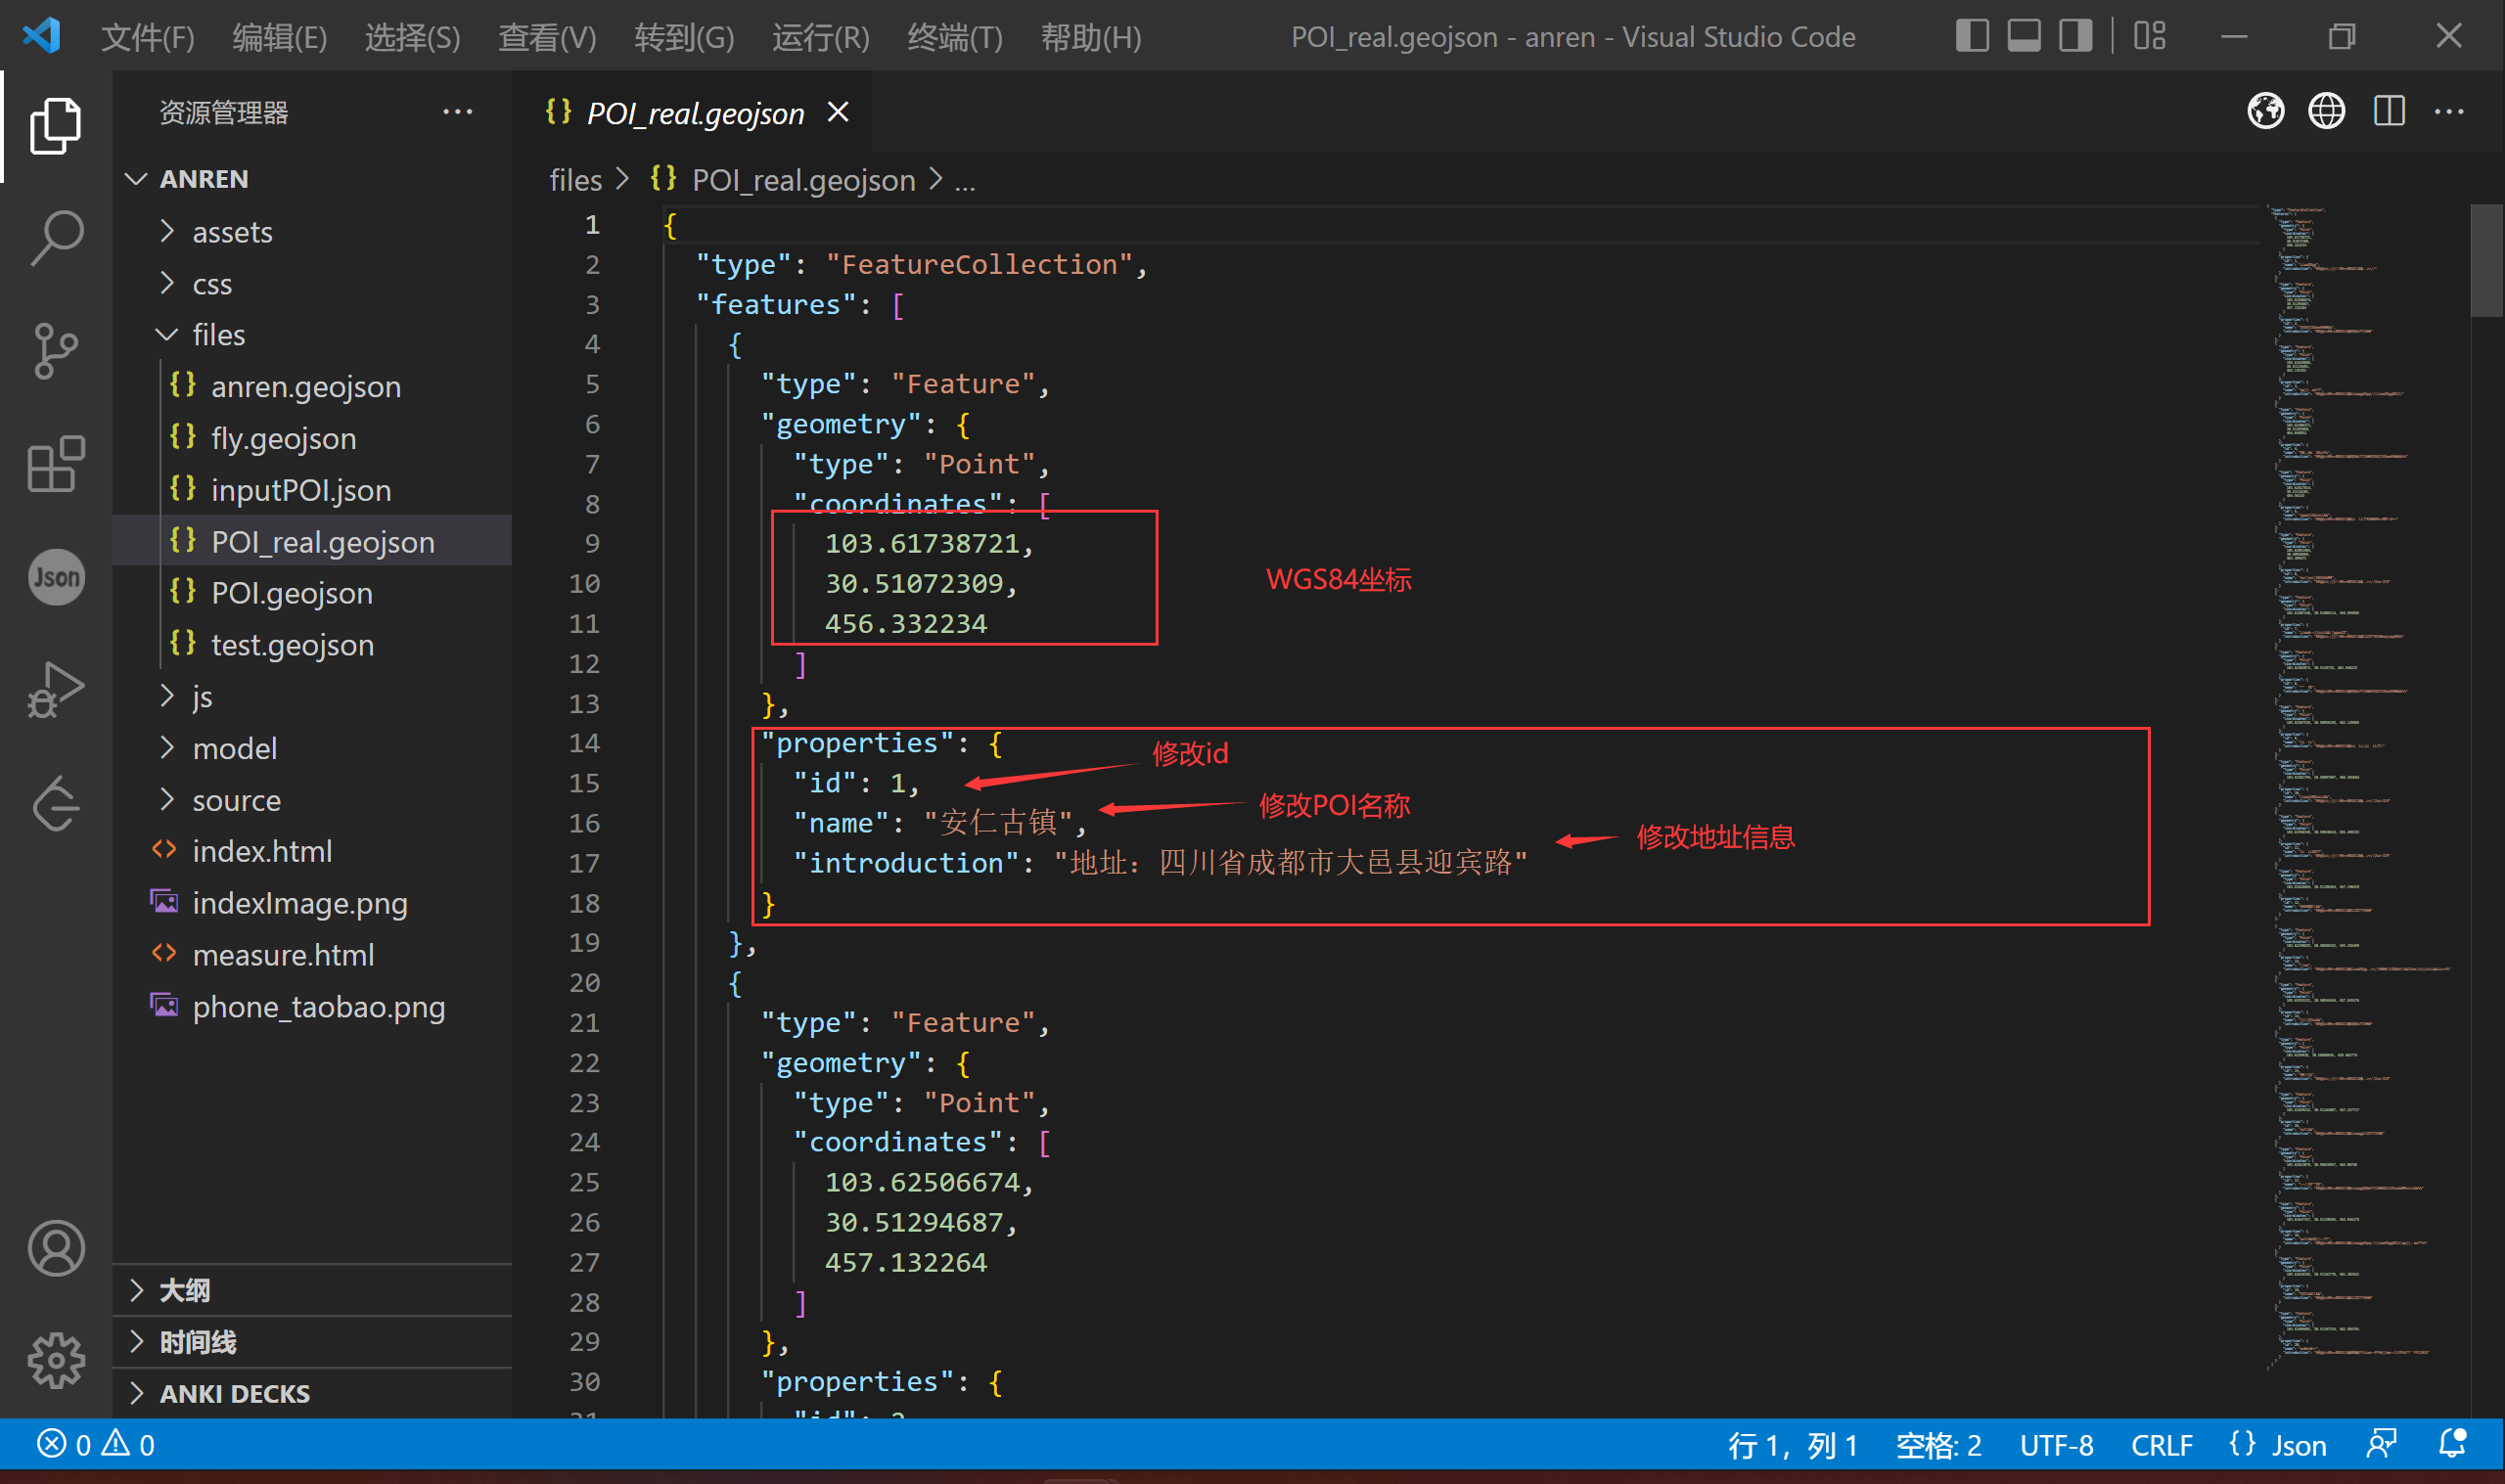 文件(F) 编辑(E) 选择(S) 查看(V) 转到(G) 运行(R) 终端(T) 帮助(H) POI_real.geojson - anren - Visual Studio Code
资源管理器 ···
ANREN
assets
css
files
anren.geojson
fly.geojson
inputPOI.json
POI_real.geojson
POI.geojson
test.geojson
js
model
source
index.html
indexImage.png
measure.html
phone_taobao.png
大纲
时间线
ANKI DECKS
Json
{} POI_real.geojson ×
files > {} POI_real.geojson > ...
1 {
2 "type": "FeatureCollection",
3 "features": [
4 {
5 "type": "Feature",
6 "geometry": {
7 "type": "Point",
8 "coordinates": [
9 103.61738721,
10 30.51072309,
WGS84坐标
11 456.332234
12 ]
13 },
14 "properties": {
修改id
15 "id": 1,
修改POI名称
16 "name": "安仁古镇",
修改地址信息
17 "introduction": "地址：四川省成都市大邑县迎宾路"
18 }
19 },
20 {
21 "type": "Feature",
22 "geometry": {
23 "type": "Point",
24 "coordinates": [
25 103.62506674,
26 30.51294687,
27 457.132264
28 ]
29 },
30 "properties": {
31 "id": 2
0 0 行 1，列 1 空格: 2 UTF-8 CRLF {} Json